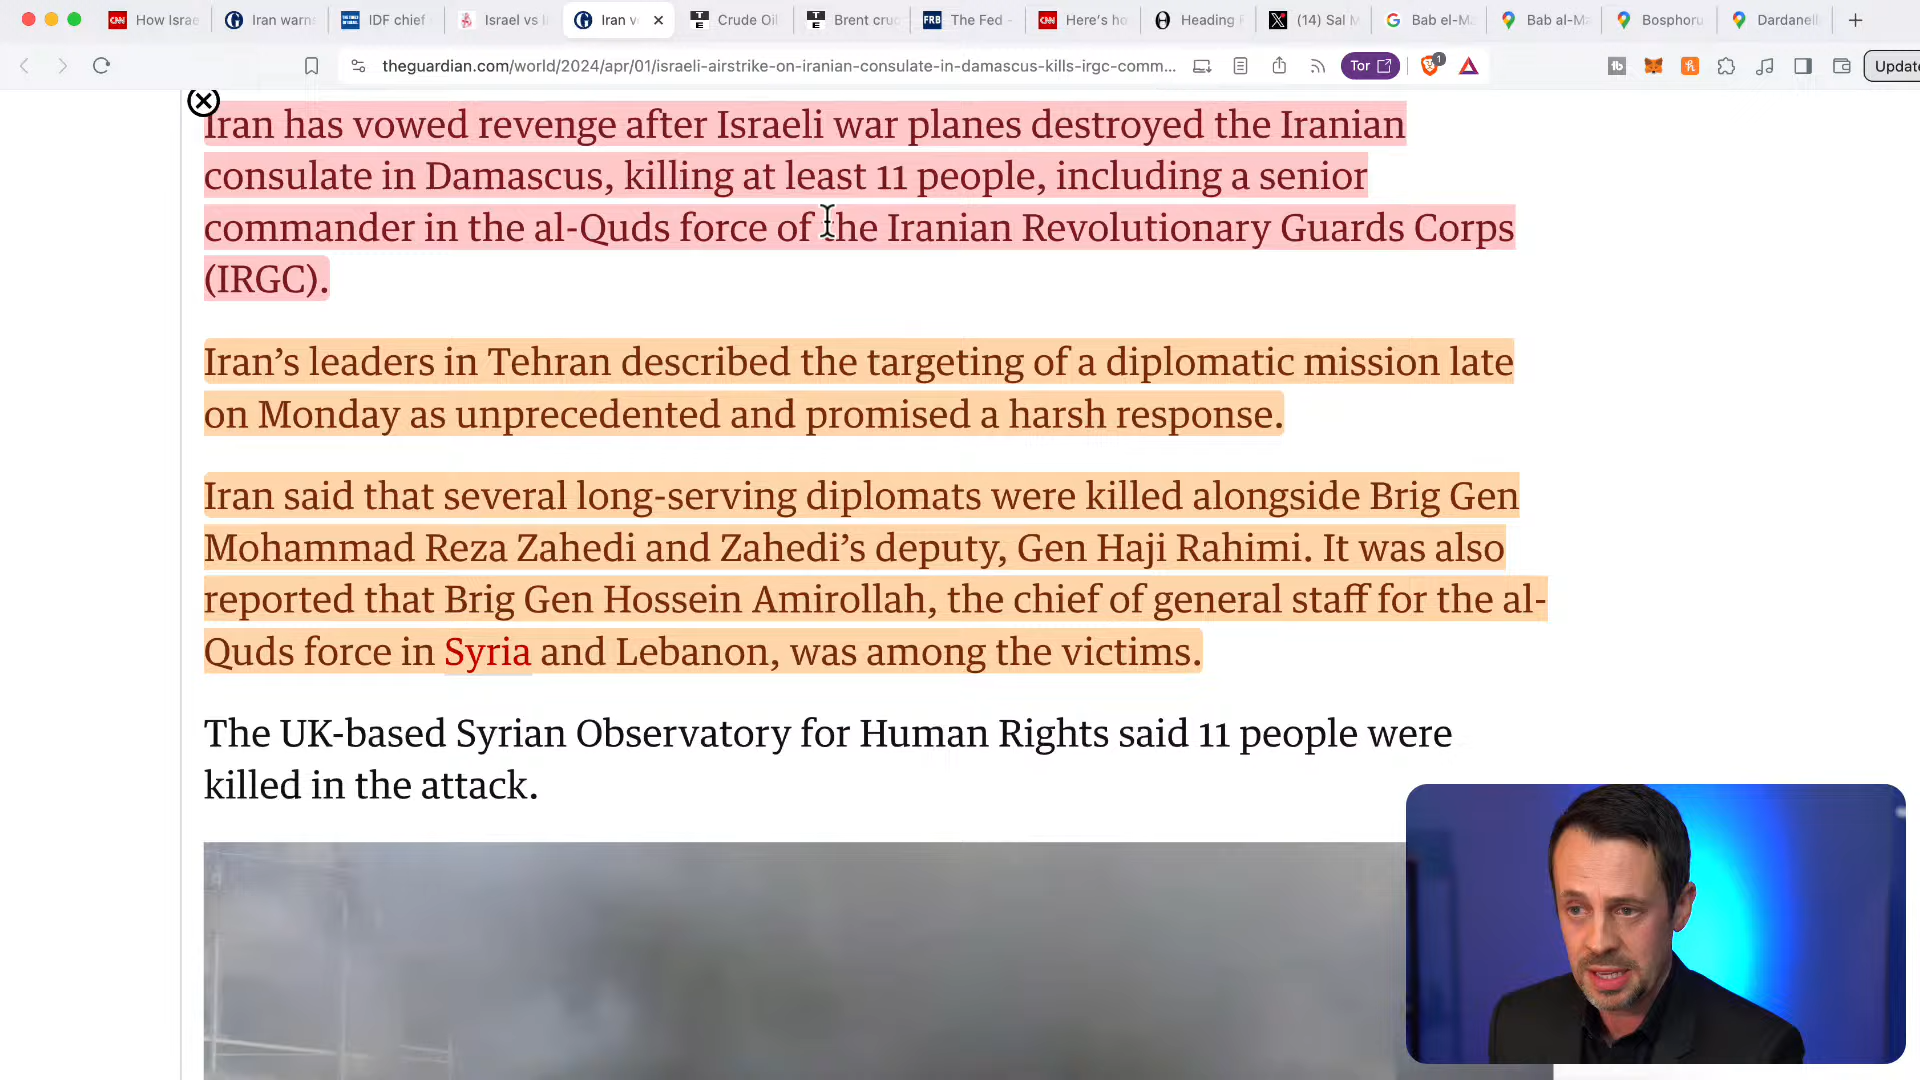 How Israe
Iran warn
IDF chief
Israel vs I
Iran v
Crude Oil
Brent cru
The Fed -
Here's ho
Heading
(14) Sal M
Bab el-Ma
Bab al-Ma
Bosphoru
Dardanell
theguardian.com/world/2024/apr/01/israeli-airstrike-on-iranian-consulate-in-damascus-kills-irgc-comm...
Tor
1
Update
Iran has vowed revenge after Israeli war planes destroyed the Iranian
consulate in Damascus, killing at least 11 people, including a senior
commander in the al-Quds force of the Iranian Revolutionary Guards Corps
(IRGC).
Iran’s leaders in Tehran described the targeting of a diplomatic mission late
on Monday as unprecedented and promised a harsh response.
Iran said that several long-serving diplomats were killed alongside Brig Gen
Mohammad Reza Zahedi and Zahedi’s deputy, Gen Haji Rahimi. It was also
reported that Brig Gen Hossein Amirollah, the chief of general staff for the al-
Quds force in Syria and Lebanon, was among the victims.
The UK-based Syrian Observatory for Human Rights said 11 people were
killed in the attack.